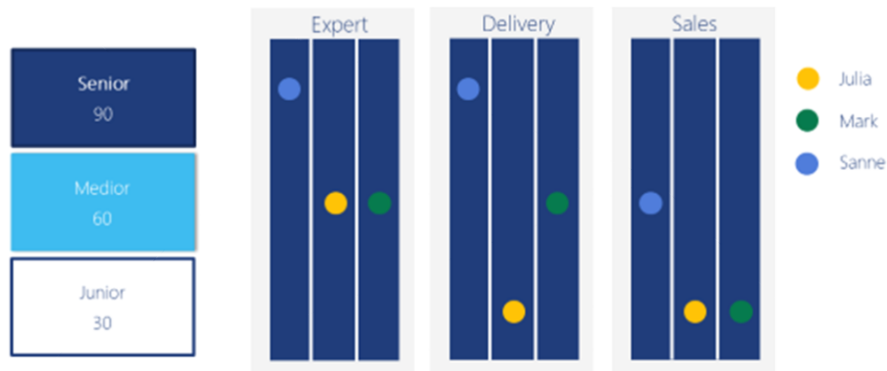 Expert
Delivery
Sales
Senior
90
Medior
60
Junior
30
Julia
Mark
Sanne